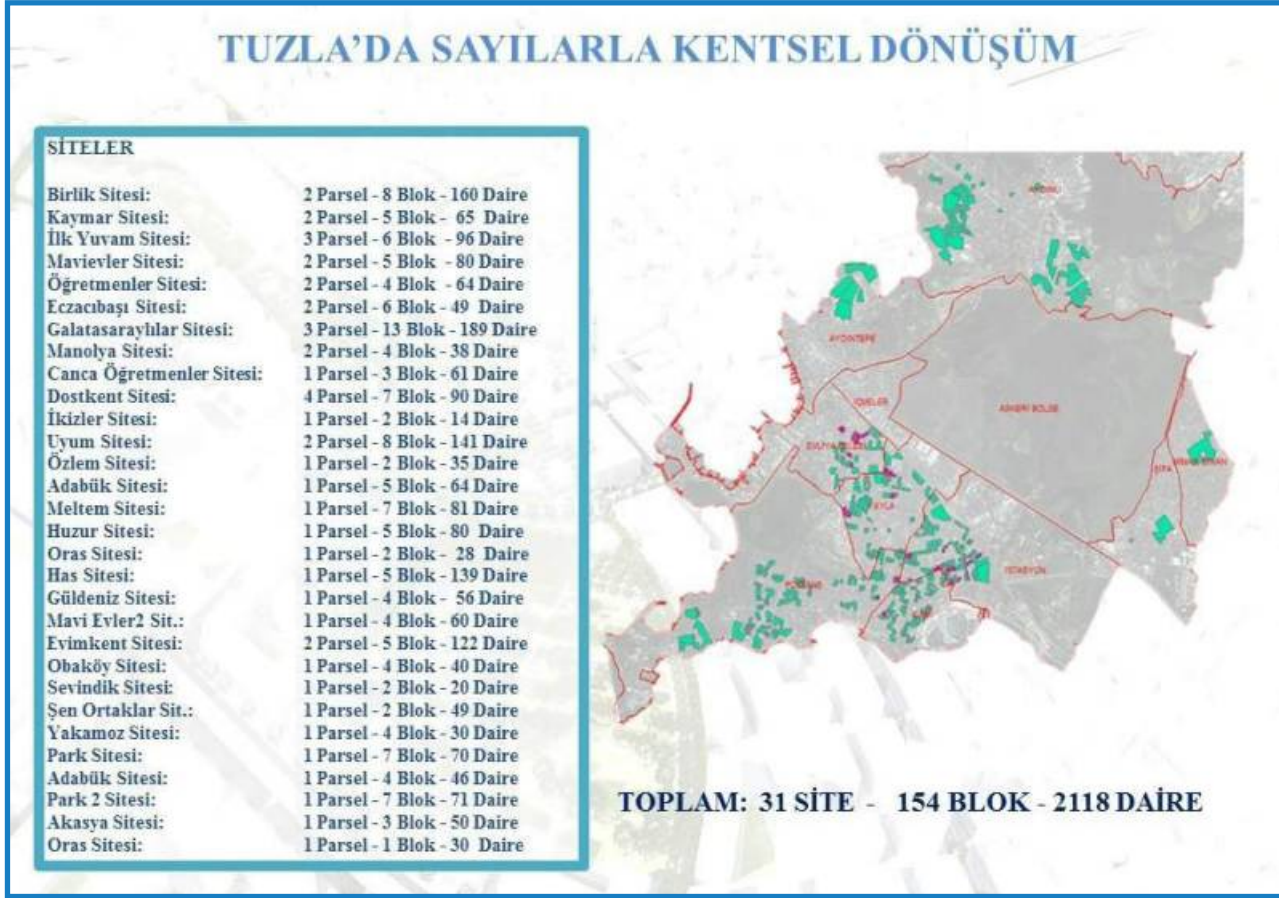 TUZLA'DA SAYILARLA KENTSEL DÖNÜŞÜM
SİTELER
Birlik Sitesi: 2 Parsel - 8 Blok - 160 Daire
Kaymar Sitesi: 2 Parsel - 5 Blok - 65 Daire
İlk Yuvam Sitesi: 3 Parsel - 6 Blok - 96 Daire
Mavievler Sitesi: 2 Parsel - 5 Blok - 80 Daire
Öğretmenler Sitesi: 2 Parsel - 4 Blok - 64 Daire
Eczacıbaşı Sitesi: 2 Parsel - 6 Blok - 49 Daire
Galatasaraylılar Sitesi: 3 Parsel - 13 Blok - 189 Daire
Manolya Sitesi: 2 Parsel - 4 Blok - 38 Daire
Canca Öğretmenler Sitesi: 1 Parsel - 3 Blok - 61 Daire
Dostkent Sitesi: 4 Parsel - 7 Blok - 90 Daire
İkizler Sitesi: 1 Parsel - 2 Blok - 14 Daire
Uyum Sitesi: 2 Parsel - 8 Blok - 141 Daire
Özlem Sitesi: 1 Parsel - 2 Blok - 35 Daire
Adabük Sitesi: 1 Parsel - 5 Blok - 64 Daire
Meltem Sitesi: 1 Parsel - 7 Blok - 81 Daire
Huzur Sitesi: 1 Parsel - 5 Blok - 80 Daire
Oras Sitesi: 1 Parsel - 2 Blok - 28 Daire
Has Sitesi: 1 Parsel - 5 Blok - 139 Daire
Güldeniz Sitesi: 1 Parsel - 4 Blok - 56 Daire
Mavi Evler2 Sit.: 1 Parsel - 4 Blok - 60 Daire
Evimkent Sitesi: 2 Parsel - 5 Blok - 122 Daire
Obaköy Sitesi: 1 Parsel - 4 Blok - 40 Daire
Sevindik Sitesi: 1 Parsel - 2 Blok - 20 Daire
Şen Ortaklar Sit.: 1 Parsel - 2 Blok - 49 Daire
Yakamoz Sitesi: 1 Parsel - 4 Blok - 30 Daire
Park Sitesi: 1 Parsel - 7 Blok - 70 Daire
Adabük Sitesi: 1 Parsel - 4 Blok - 46 Daire
Park 2 Sitesi: 1 Parsel - 7 Blok - 71 Daire
Akasya Sitesi: 1 Parsel - 3 Blok - 50 Daire
Oras Sitesi: 1 Parsel - 1 Blok - 30 Daire
AYDINTEPE
İÇMELER
ASKERİ BÖLGE
ŞİFA
İSTASYON
TOPLAM: 31 SİTE - 154 BLOK - 2118 DAİRE